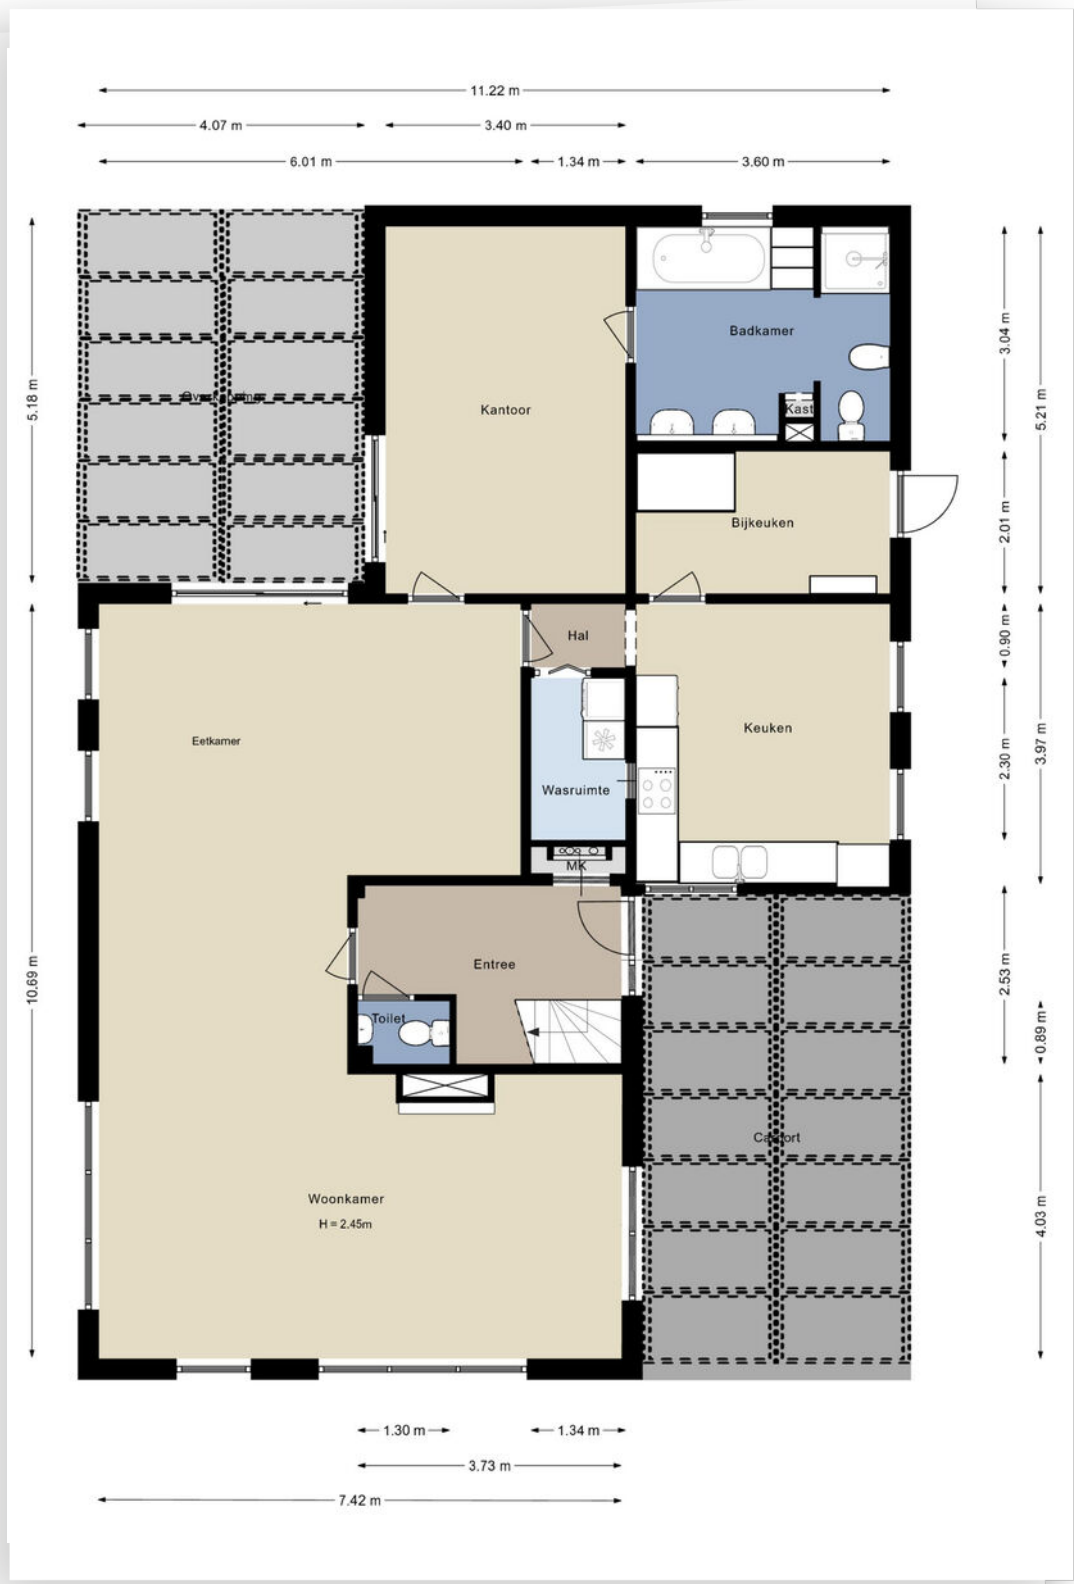 11.22 m
4.07 m
3.40 m
6.01 m
1.34 m
3.60 m
5.18 m
Overkapping
Kantoor
Badkamer
Kast
Bijkeuken
3.04 m
5.21 m
2.01 m
Hal
0.90 m
Eetkamer
Wasruimte
Keuken
2.30 m
3.97 m
MK
10.69 m
Entree
Toilet
2.53 m
0.89 m
Carport
Woonkamer
H = 2.45m
4.03 m
1.30 m
1.34 m
3.73 m
7.42 m